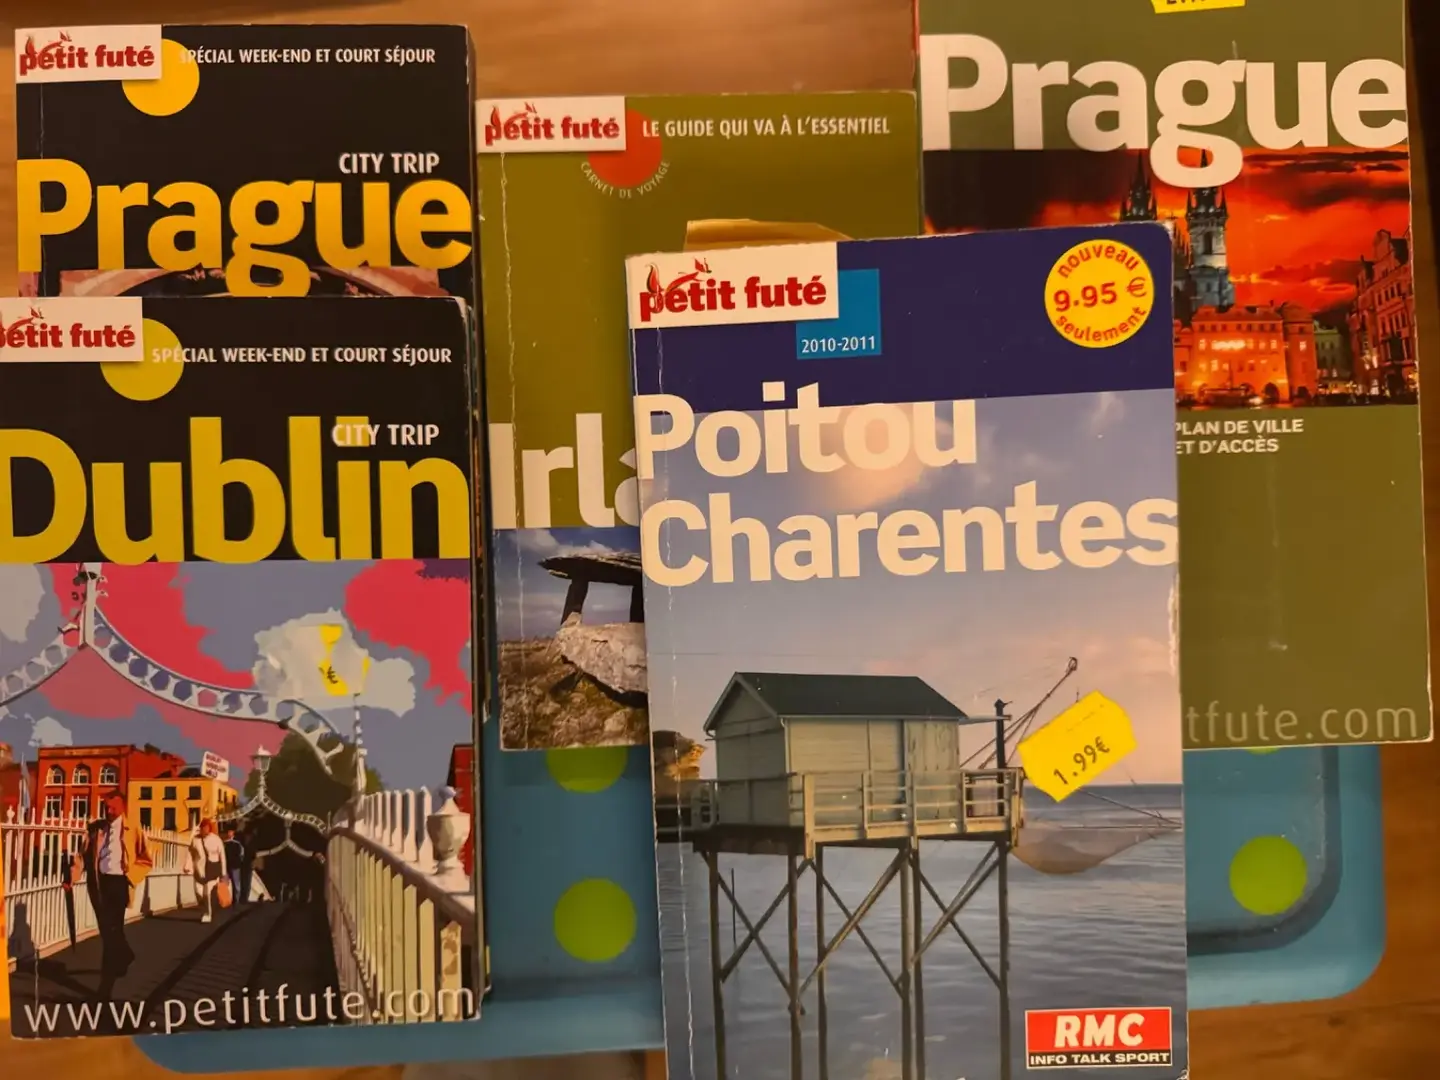 petit futé
SPÉCIAL WEEK-END ET COURT SÉJOUR
CITY TRIP
Prague
petit futé
SPÉCIAL WEEK-END ET COURT SÉJOUR
CITY TRIP
Dublin
www.petitfute.com
petit futé
LE GUIDE QUI VA À L'ESSENTIEL
CARNET DE VOYAGE
Irla
petit futé
2010-2011
nouveau
9.95 €
seulement
Poitou
Charentes
1.99€
RMC
INFO TALK SPORT
Prague
PLAN DE VILLE
ET D'ACCÈS
tfute.com